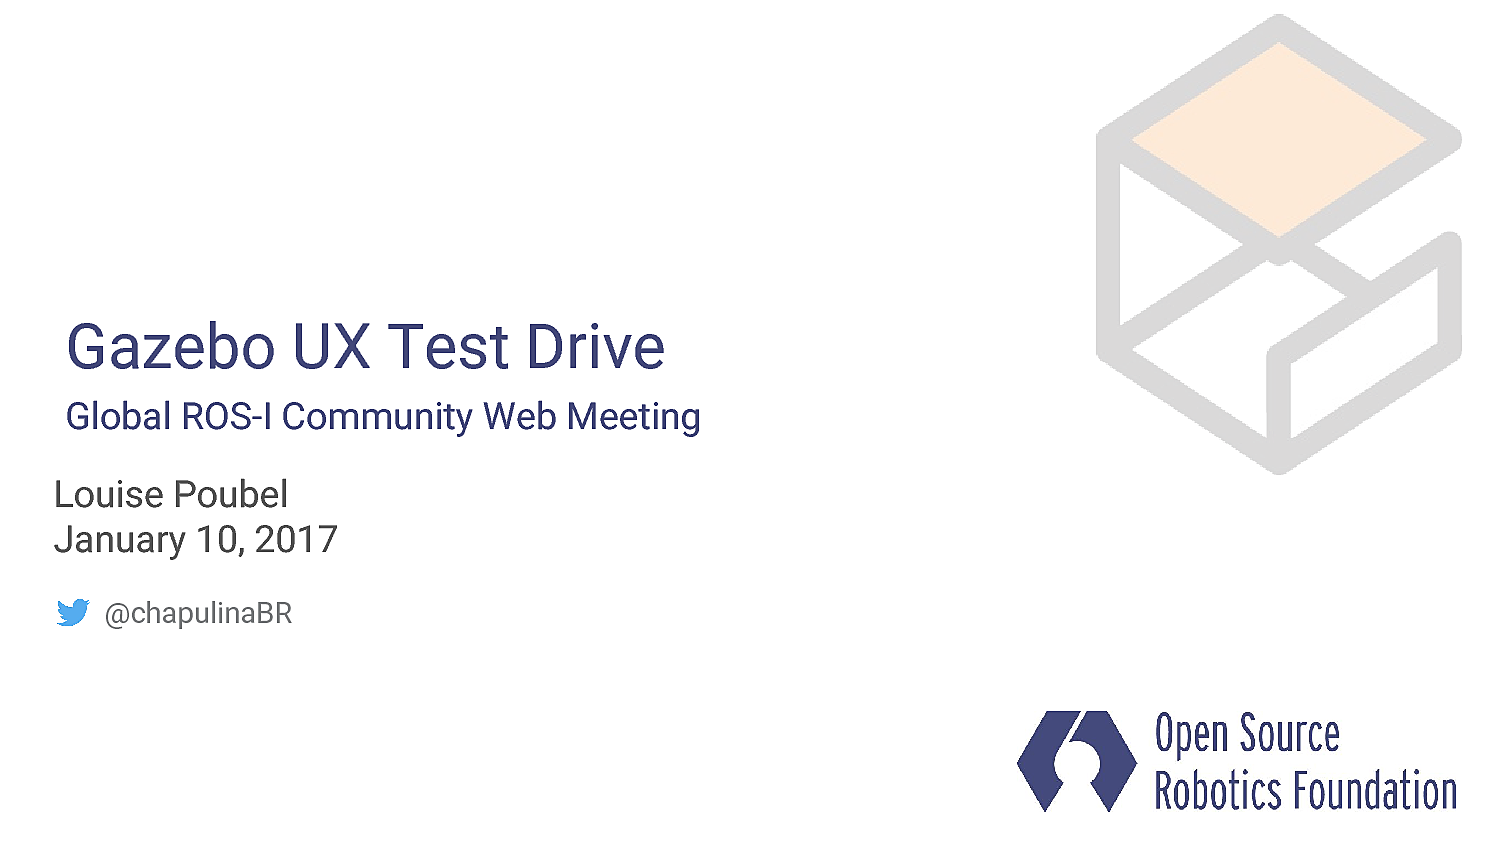 Gazebo UX Test Drive
Global ROS-I Community Web Meeting
Louise Poubel
January 10, 2017
@chapulinaBR
Open Source
Robotics Foundation